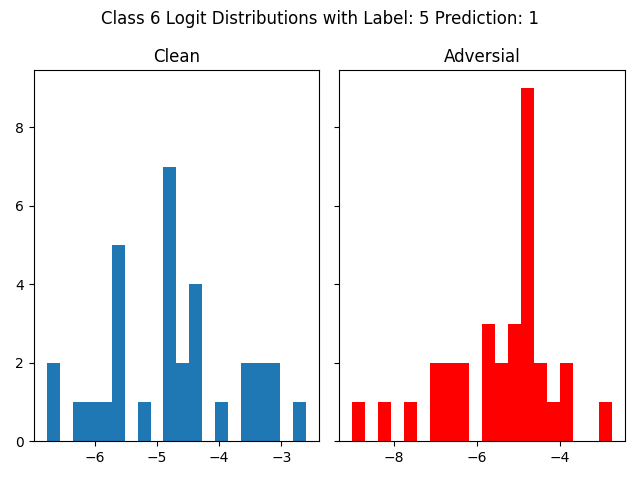 Class 6 Logit Distributions with Label: 5 Prediction: 1
Clean
Adversial
8
6
4
2
0
−6 −5 −4 −3
−8 −6 −4